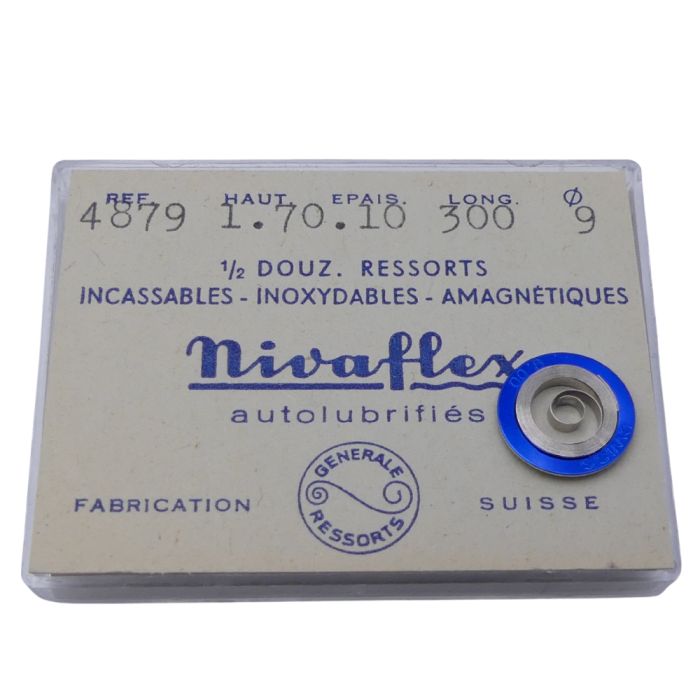 REF. HAUT. EPAIS. LONG. Ø
4879 1.70.10 300 9
½ DOUZ. RESSORTS
INCASSABLES - INOXYDABLES - AMAGNÉTIQUES
Nivaflex
autolubrifiés
GENERALE
RESSORTS
FABRICATION SUISSE
SWISS